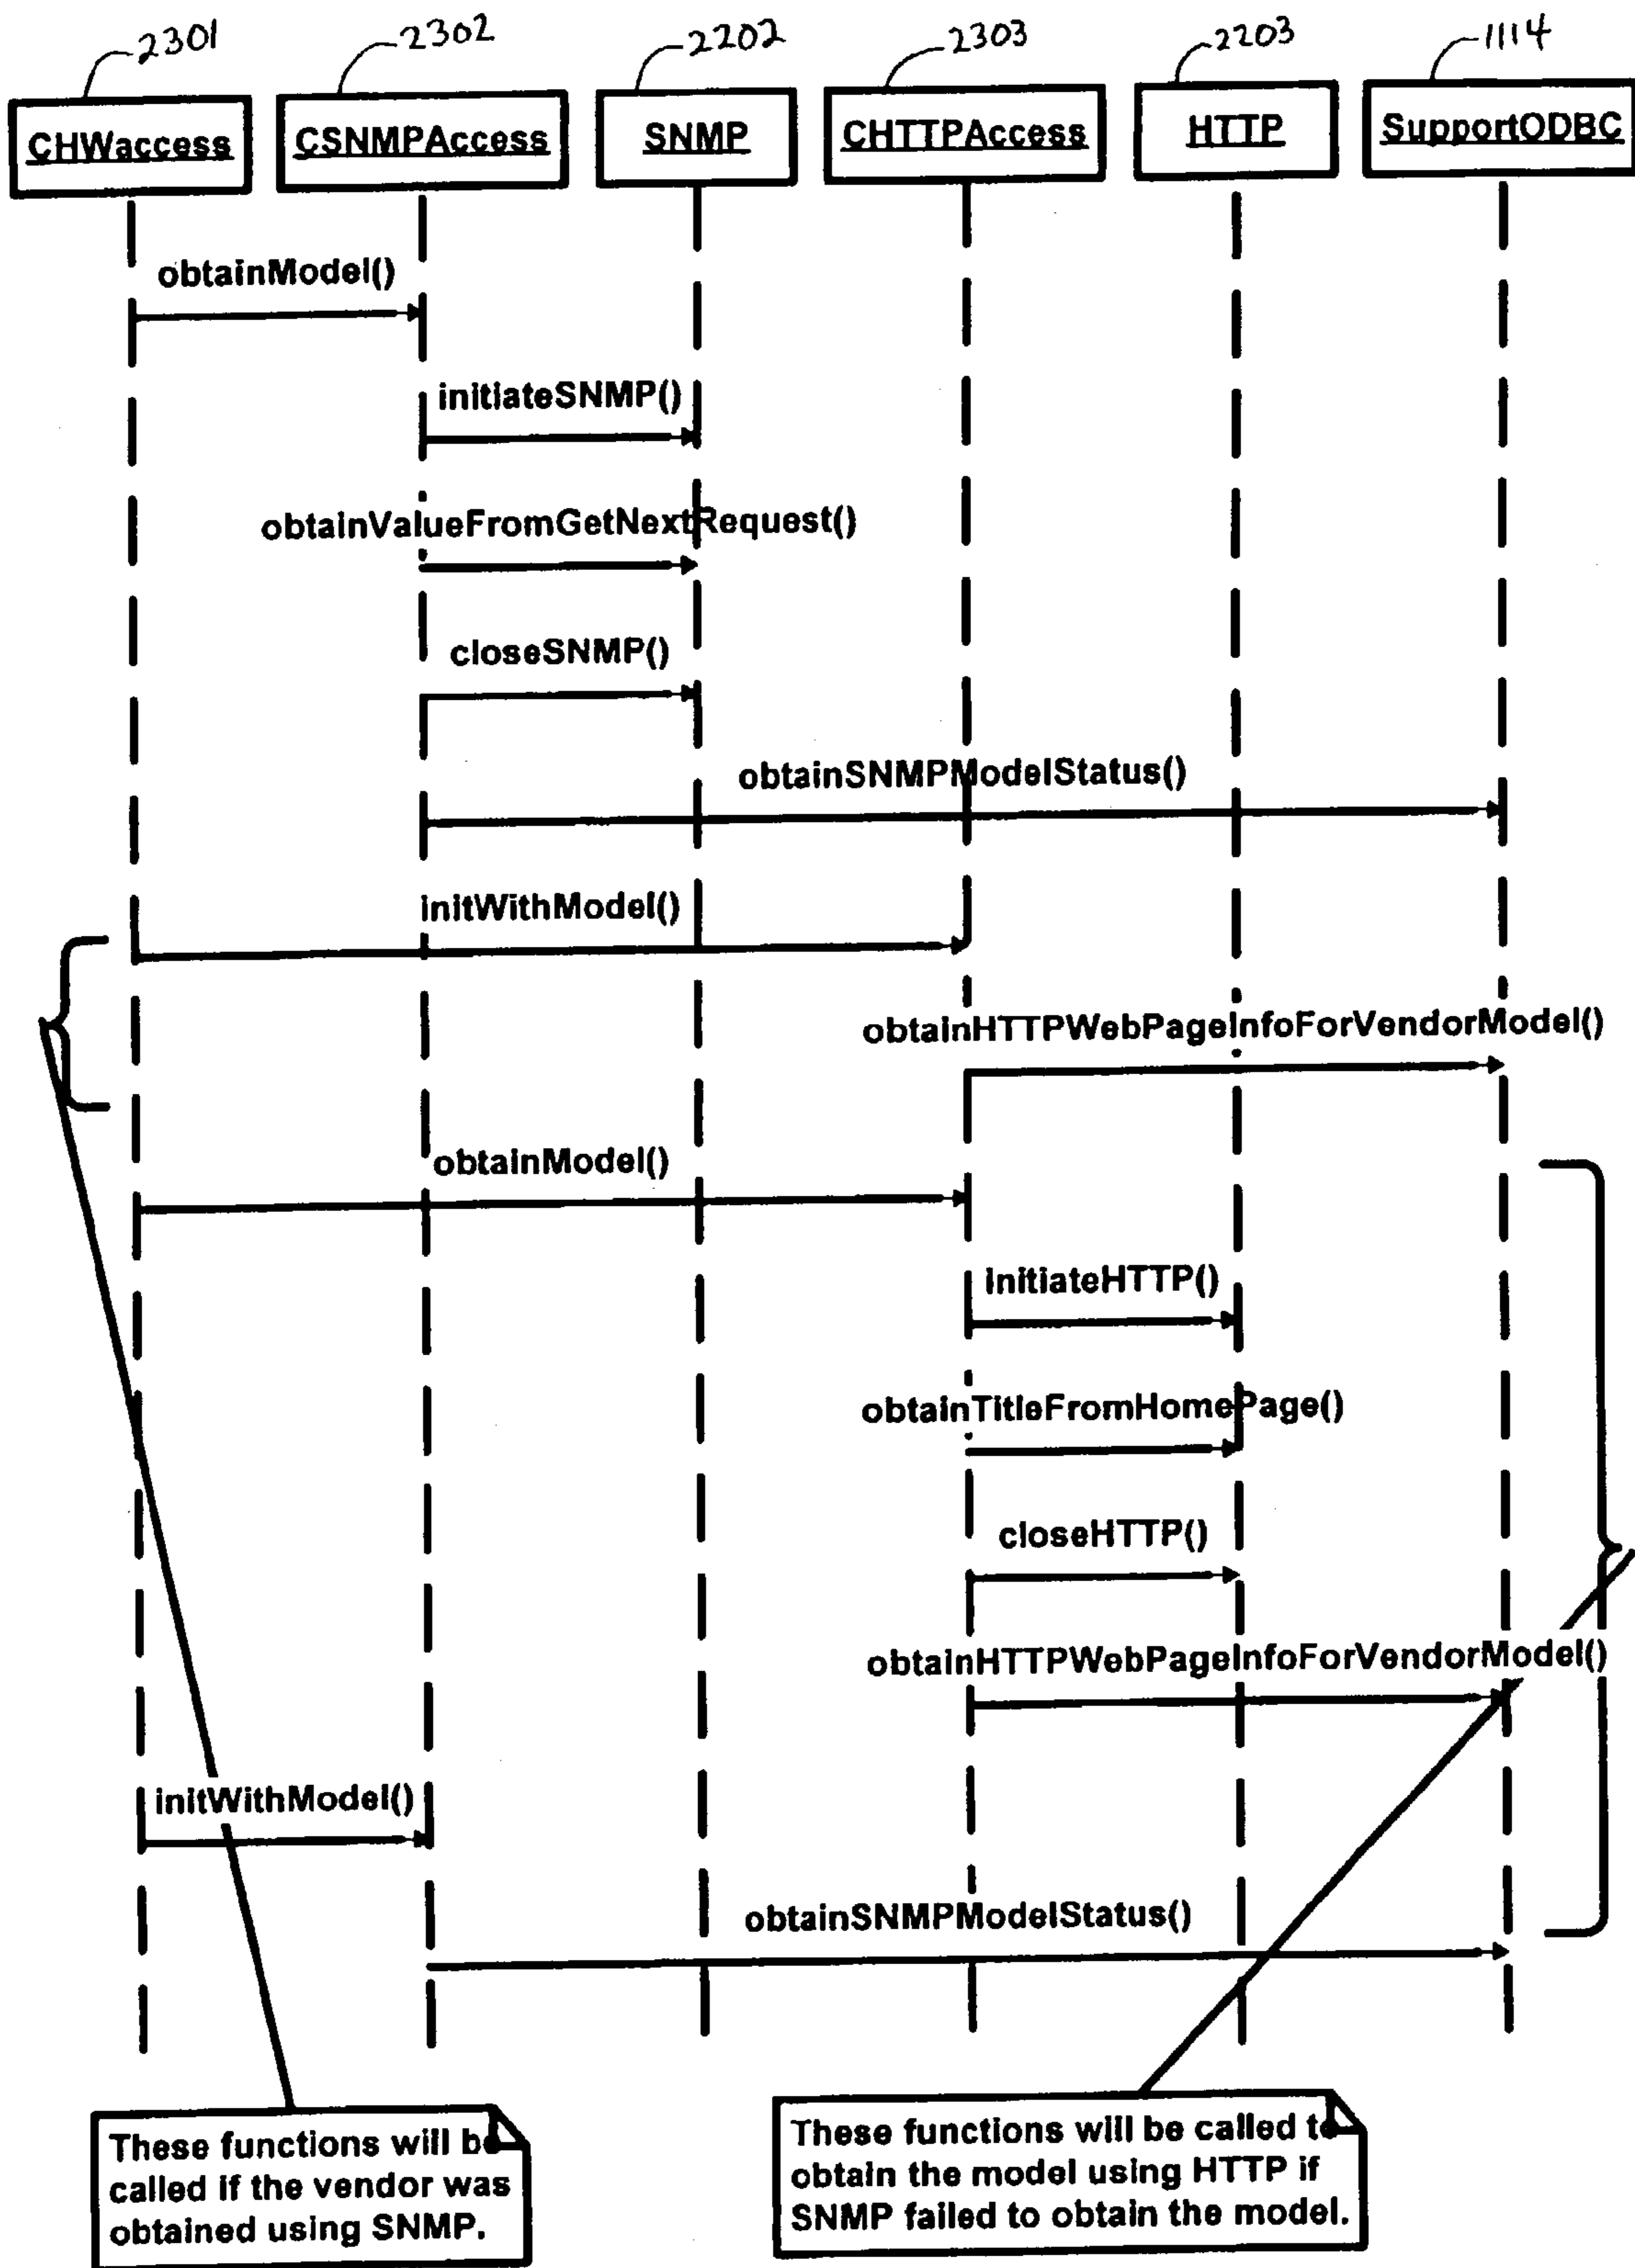 2301
2302
2202
2303
2203
1114
CHWaccess
CSNMPAccess
SNMP
CHTTPAccess
HTTP
SupportODBC
obtainModel()
initiateSNMP()
obtainValueFromGetNextRequest()
closeSNMP()
obtainSNMPModelStatus()
initWithModel()
obtainHTTPWebPageInfoForVendorModel()
obtainModel()
initiateHTTP()
obtainTitleFromHomePage()
closeHTTP()
obtainHTTPWebPageInfoForVendorModel()
initWithModel()
obtainSNMPModelStatus()
These functions will be
called if the vendor was
obtained using SNMP.
These functions will be called to
obtain the model using HTTP if
SNMP failed to obtain the model.